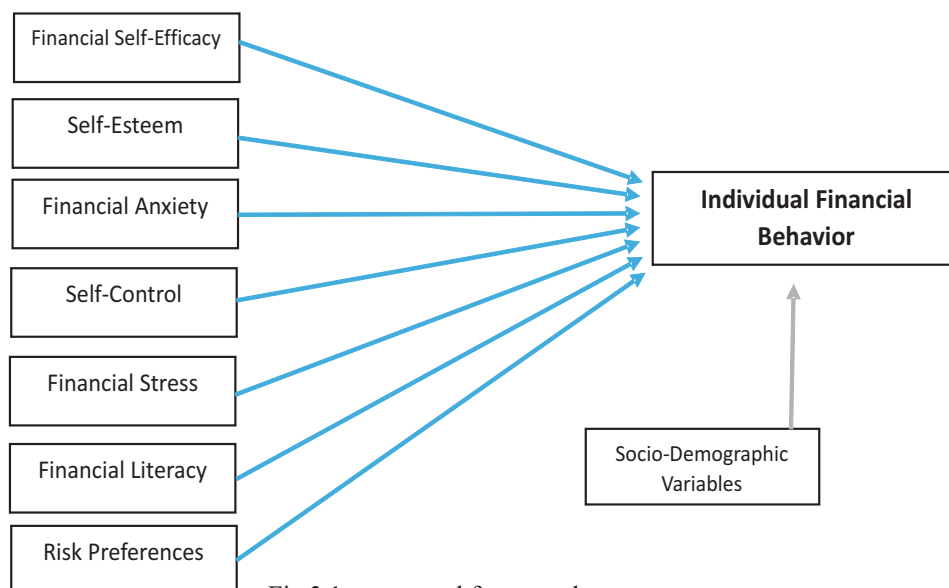 Financial Self-Efficacy
Self-Esteem
Financial Anxiety
Self-Control
Financial Stress
Financial Literacy
Risk Preferences
Individual Financial
Behavior
Socio-Demographic
Variables